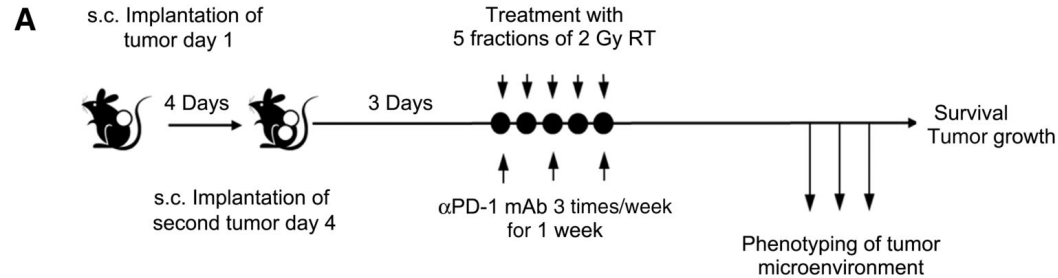 A
s.c. Implantation of
tumor day 1
Treatment with
5 fractions of 2 Gy RT
4 Days
3 Days
Survival
Tumor growth
s.c. Implantation of
second tumor day 4
αPD-1 mAb 3 times/week
for 1 week
Phenotyping of tumor
microenvironment